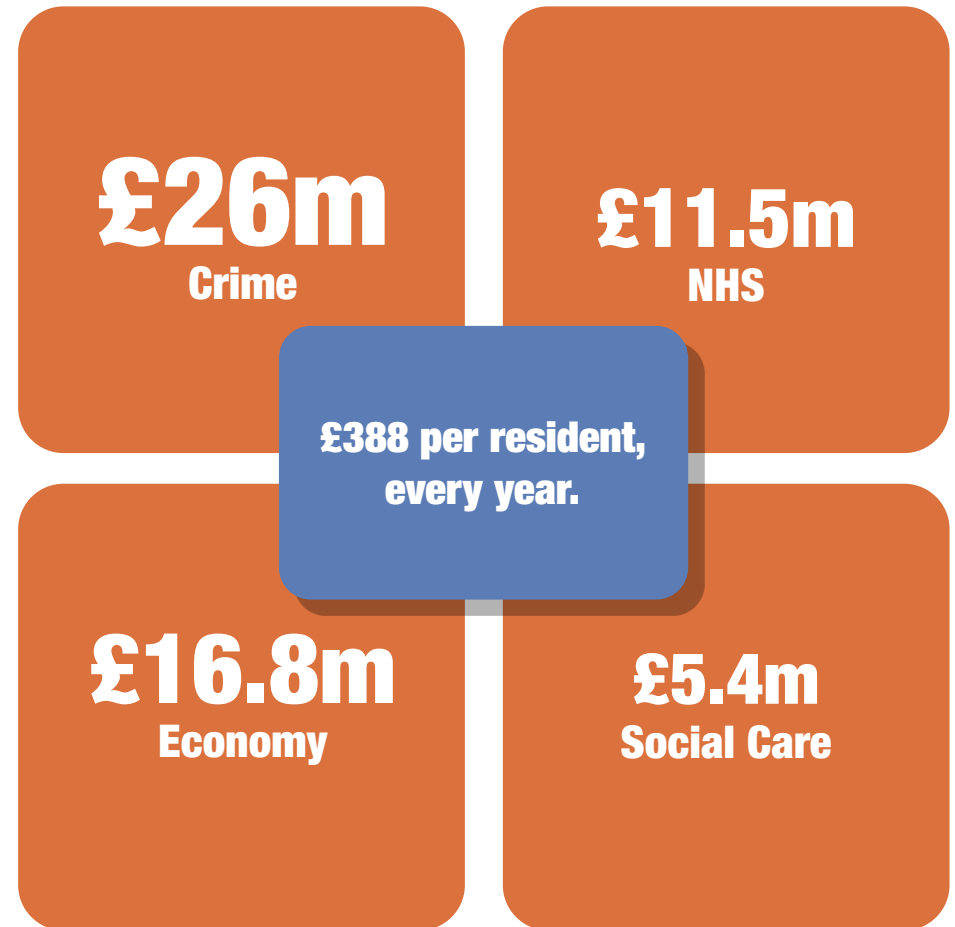 £26m
Crime
£11.5m
NHS
£388 per resident,
every year.
£16.8m
Economy
£5.4m
Social Care